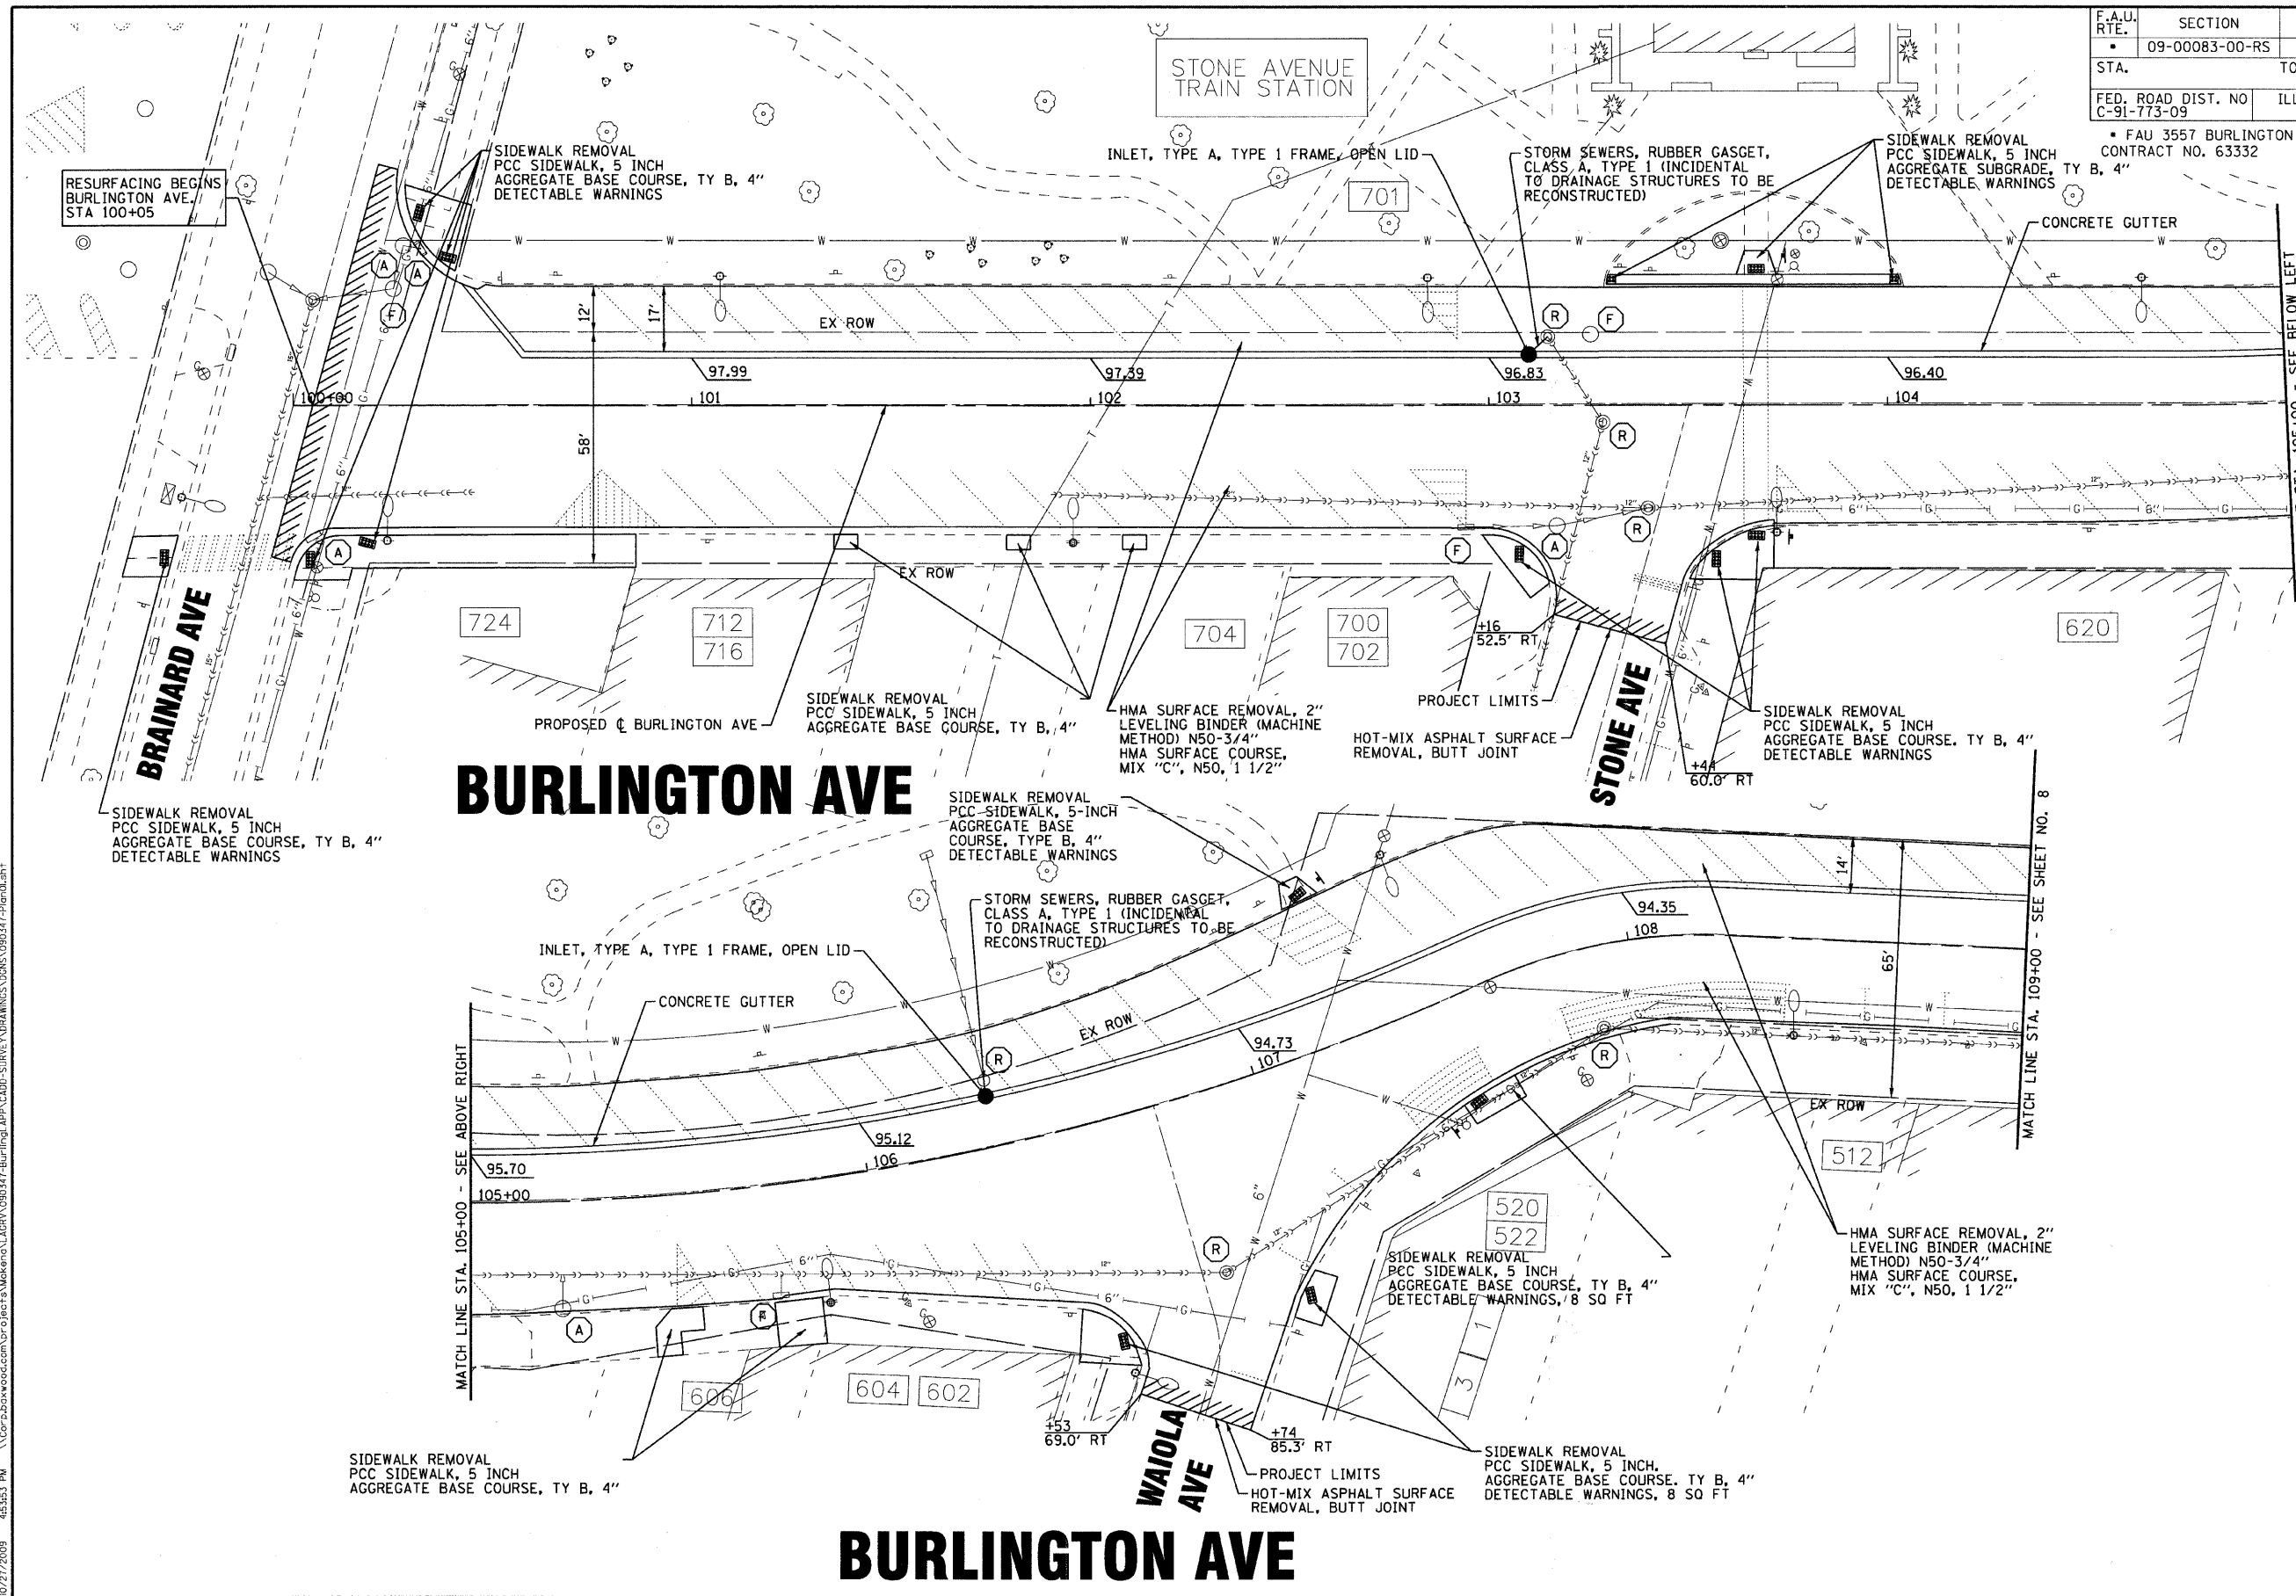 F.A.U.
RTE.
SECTION
•
09-00083-00-RS
STA.
TO
FED. ROAD DIST. NO
C-91-773-09
ILL
• FAU 3557 BURLINGTON
CONTRACT NO. 63332
STONE AVENUE
TRAIN STATION
RESURFACING BEGINS
BURLINGTON AVE.
STA 100+05
SIDEWALK REMOVAL
PCC SIDEWALK, 5 INCH
AGGREGATE BASE COURSE, TY B, 4"
DETECTABLE WARNINGS
INLET, TYPE A, TYPE 1 FRAME, OPEN LID
STORM SEWERS, RUBBER GASGET,
CLASS A, TYPE 1 (INCIDENTAL
TO DRAINAGE STRUCTURES TO BE
RECONSTRUCTED)
SIDEWALK REMOVAL
PCC SIDEWALK, 5 INCH
AGGREGATE SUBGRADE, TY B, 4"
DETECTABLE WARNINGS
701
CONCRETE GUTTER
A
A
F
12'
17'
EX ROW
R
F
97.99
97.39
96.83
96.40
100+00
101
102
103
104
58'
R
R
A
F
A
EX ROW
724
712
716
704
700
702
620
+16
52.5' RT
BRAINARD AVE
STONE AVE
PROPOSED ℄ BURLINGTON AVE
SIDEWALK REMOVAL
PCC SIDEWALK, 5 INCH
AGGREGATE BASE COURSE, TY B, 4"
HMA SURFACE REMOVAL, 2"
LEVELING BINDER (MACHINE
METHOD) N50-3/4"
HMA SURFACE COURSE,
MIX "C", N50, 1 1/2"
PROJECT LIMITS
HOT-MIX ASPHALT SURFACE
REMOVAL, BUTT JOINT
SIDEWALK REMOVAL
PCC SIDEWALK, 5 INCH
AGGREGATE BASE COURSE. TY B, 4"
DETECTABLE WARNINGS
+44
60.0' RT
BURLINGTON AVE
SIDEWALK REMOVAL
PCC SIDEWALK, 5 INCH
AGGREGATE BASE COURSE, TY B, 4"
DETECTABLE WARNINGS
SIDEWALK REMOVAL
PCC SIDEWALK, 5-INCH
AGGREGATE BASE
COURSE, TYPE B, 4"
DETECTABLE WARNINGS
STORM SEWERS, RUBBER GASGET,
CLASS A, TYPE 1 (INCIDENTAL
TO DRAINAGE STRUCTURES TO BE
RECONSTRUCTED)
INLET, TYPE A, TYPE 1 FRAME, OPEN LID
CONCRETE GUTTER
MATCH LINE STA. 105+00 - SEE ABOVE RIGHT
MATCH LINE STA. 109+00 - SEE SHEET NO. 8
14'
65'
94.35
108
EX ROW
94.73
107
R
95.12
106
95.70
105+00
R
EX ROW
512
520
522
R
A
606
604
602
SIDEWALK REMOVAL
PCC SIDEWALK, 5 INCH
AGGREGATE BASE COURSE, TY B, 4"
DETECTABLE WARNINGS, 8 SQ FT
HMA SURFACE REMOVAL, 2"
LEVELING BINDER (MACHINE
METHOD) N50-3/4"
HMA SURFACE COURSE,
MIX "C", N50, 1 1/2"
3 1
+53
69.0' RT
+74
85.3' RT
WAIOLA
AVE
SIDEWALK REMOVAL
PCC SIDEWALK, 5 INCH
AGGREGATE BASE COURSE, TY B, 4"
PROJECT LIMITS
HOT-MIX ASPHALT SURFACE
REMOVAL, BUTT JOINT
SIDEWALK REMOVAL
PCC SIDEWALK, 5 INCH.
AGGREGATE BASE COURSE. TY B, 4"
DETECTABLE WARNINGS, 8 SQ FT
BURLINGTON AVE
4:53:53 PM